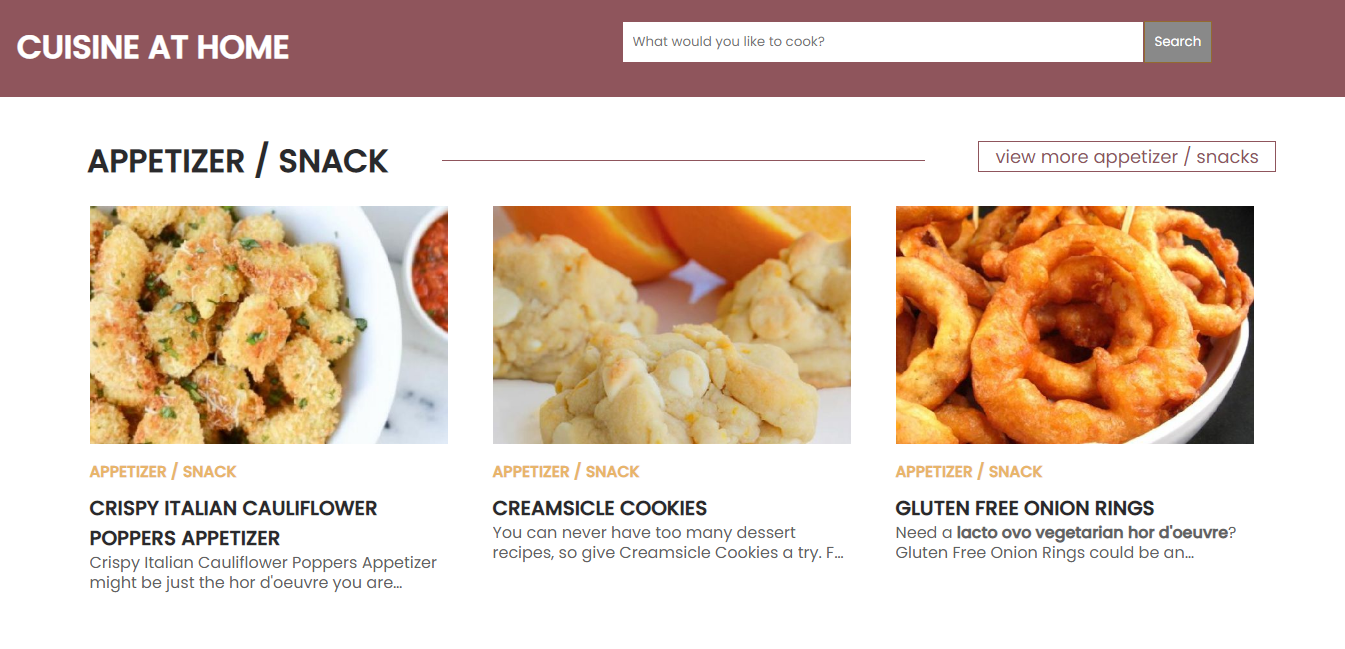 CUISINE AT HOME
What would you like to cook?
Search
APPETIZER / SNACK
view more appetizer / snacks
APPETIZER / SNACK
CRISPY ITALIAN CAULIFLOWER
POPPERS APPETIZER
Crispy Italian Cauliflower Poppers Appetizer
might be just the hor d'oeuvre you are...
APPETIZER / SNACK
CREAMSICLE COOKIES
You can never have too many dessert
recipes, so give Creamsicle Cookies a try. F...
APPETIZER / SNACK
GLUTEN FREE ONION RINGS
Need a lacto ovo vegetarian hor d'oeuvre?
Gluten Free Onion Rings could be an...